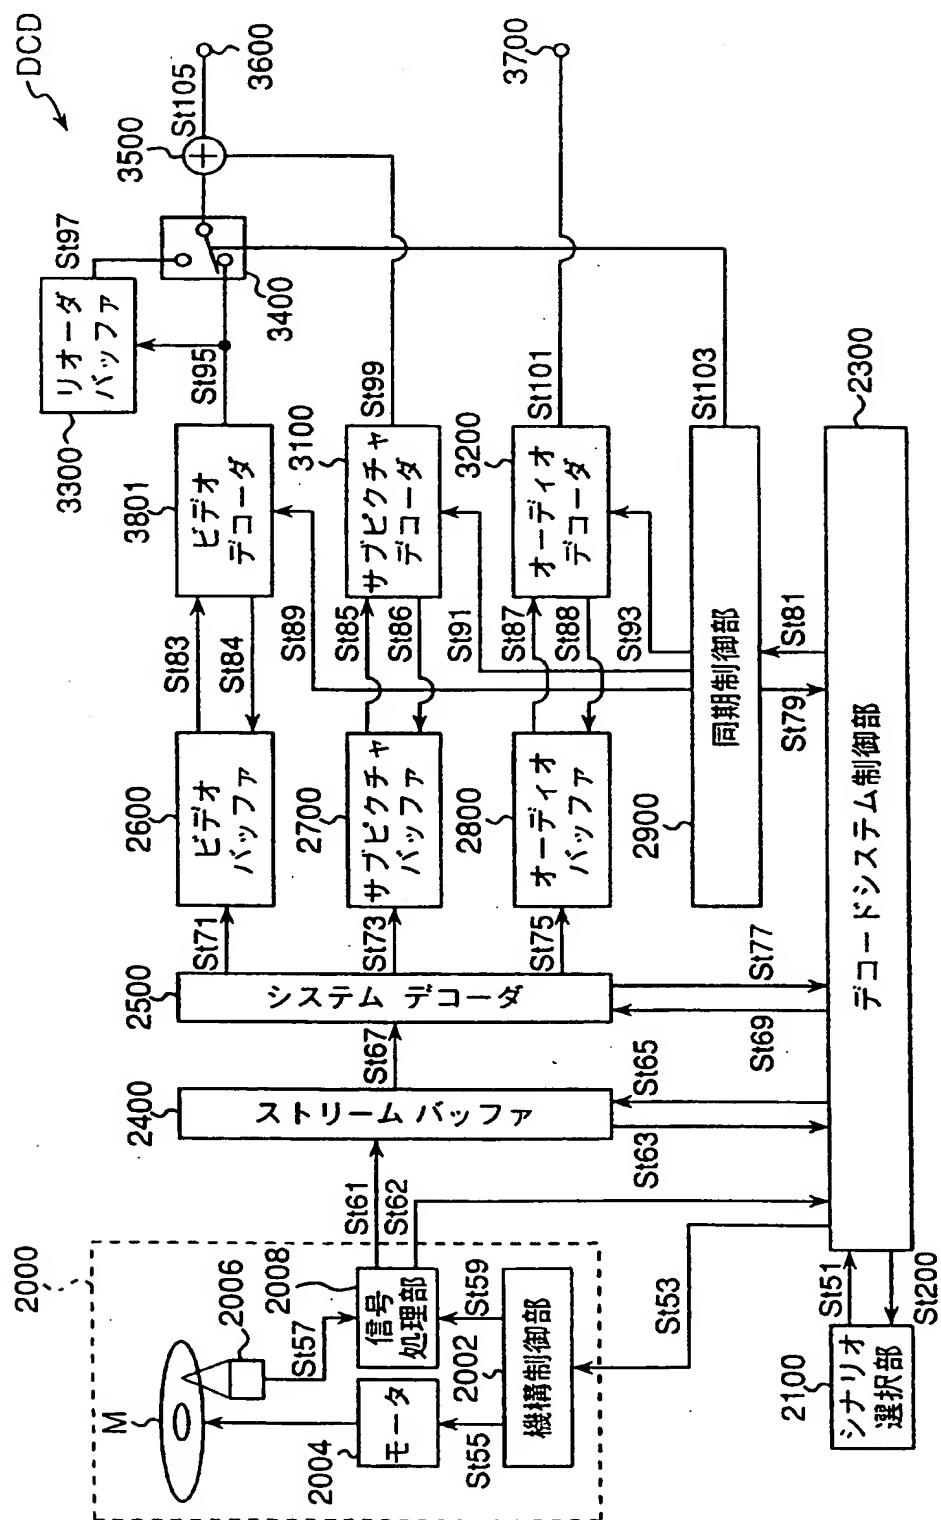 DCD
2000
M
2006
St57
2008
信号
処理部
2004
モータ
St55
2002
St59
機構制御部
St61
St62
St53
2100
シナリオ
選択部
St51
St200
2400
ストリーム バッファ
St63
St65
St67
2500
システム デコーダ
St69
St77
St71
St73
St75
2600
ビデオ
バッファ
2700
サブピクチャ
バッファ
2800
オーディオ
バッファ
2900
同期制御部
St79
St81
2300
デコードシステム制御部
St83
St84
St89
St85
St86
St91
St87
St88
St93
3801
ビデオ
デコーダ
3100
サブピクチャ
デコーダ
3200
オーディオ
デコーダ
St95
St99
St101
St103
3300
リオーダ
バッファ
St97
3400
3500
St105
3600
3700